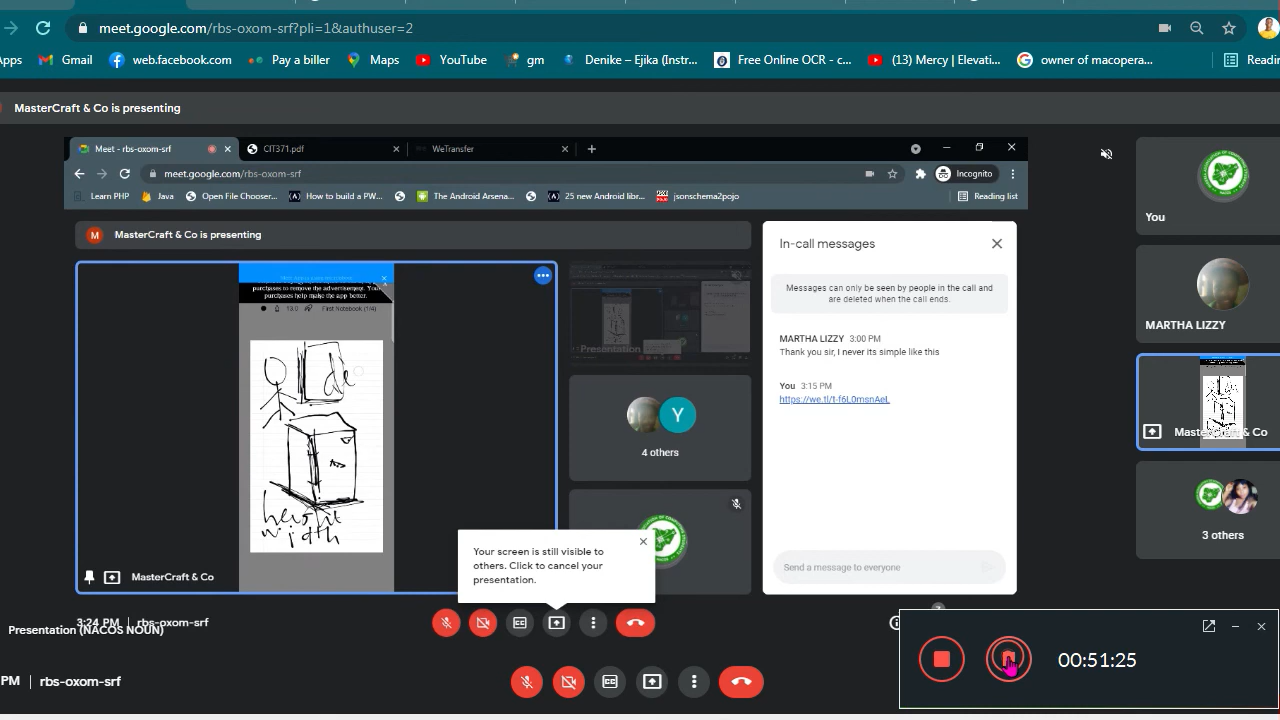 meet.google.com/rbs-oxom-srf?pli=1&authuser=2
Apps
Gmail
web.facebook.com
Pay a biller
Maps
YouTube
gm
Denike – Ejika (Instr...
Free Online OCR - c...
(13) Mercy | Elevati...
owner of macopera...
MasterCraft & Co is presenting
Meet - rbs-oxom-srf
CIT371.pdf
WeTransfer
meet.google.com/rbs-oxom-srf
Incognito
Learn PHP
Java
Open File Chooser...
How to build a PW...
The Android Arsena...
25 new Android libr...
jsonschema2pojo
Reading list
MasterCraft & Co is presenting
purchases to remove the advertisement. Your
purchases help make the app better.
13.0
First Notebook (1/4)
de
height
width
MasterCraft & Co
Presentation
Y
4 others
Your screen is still visible to
others. Click to cancel your
presentation.
In-call messages
Messages can only be seen by people in the call and
are deleted when the call ends.
MARTHA LIZZY 3:00 PM
Thank you sir, I never its simple like this
You 3:15 PM
https://we.tl/t-f6L0msnAeL
Send a message to everyone
3:24 PM | rbs-oxom-srf
Presentation (NACOS NOUN)
PM | rbs-oxom-srf
You
MARTHA LIZZY
MasterCraft & Co
3 others
00:51:25